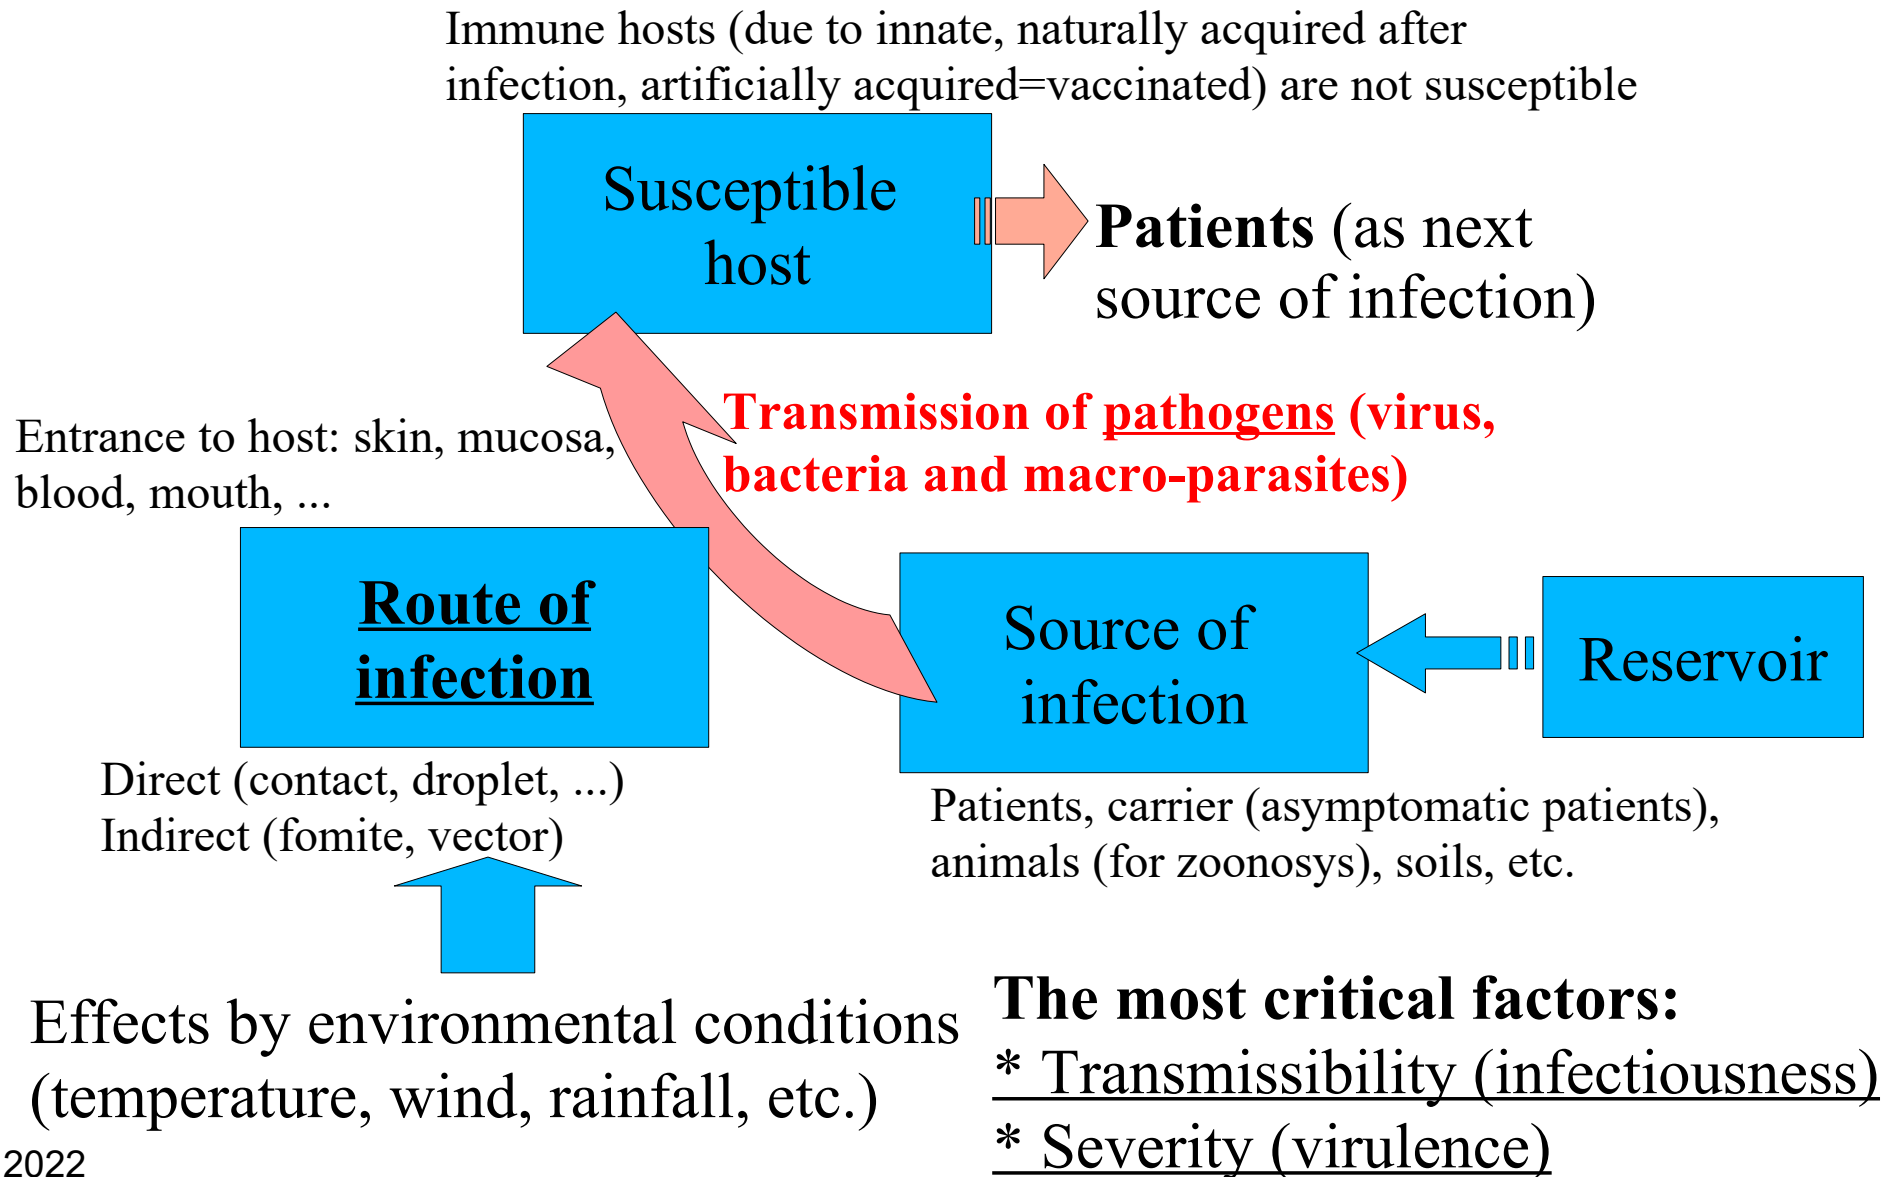 Immune hosts (due to innate, naturally acquired after
infection, artificially acquired=vaccinated) are not susceptible
Susceptible
host
Patients (as next
source of infection)
Transmission of pathogens (virus,
bacteria and macro-parasites)
Entrance to host: skin, mucosa,
blood, mouth, ...
Route of
infection
Source of
infection
Reservoir
Direct (contact, droplet, ...)
Indirect (fomite, vector)
Patients, carrier (asymptomatic patients),
animals (for zoonosys), soils, etc.
Effects by environmental conditions
(temperature, wind, rainfall, etc.)
The most critical factors:
* Transmissibility (infectiousness)
* Severity (virulence)
2022